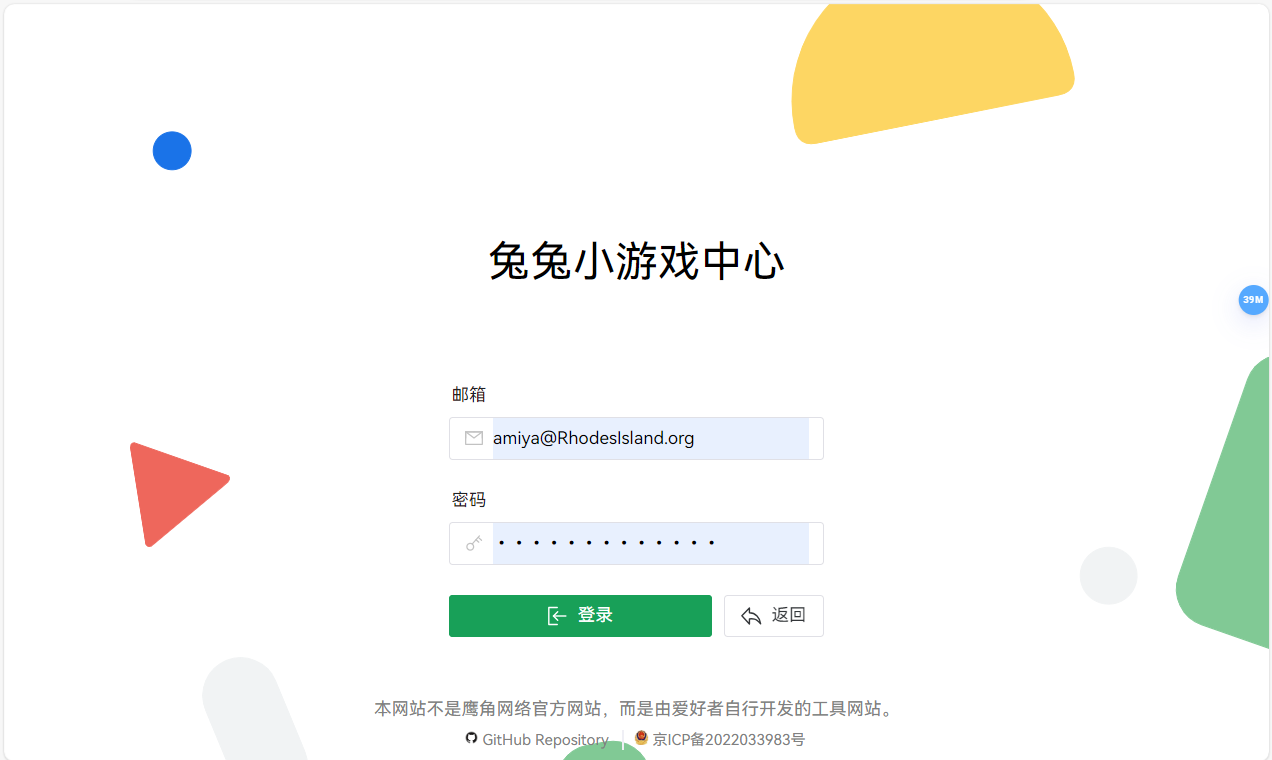 兔兔小游戏中心
39M
邮箱
amiya@RhodesIsland.org
密码
登录 返回
本网站不是鹰角网络官方网站，而是由爱好者自行开发的工具网站。
GitHub Repository 京ICP备2022033983号